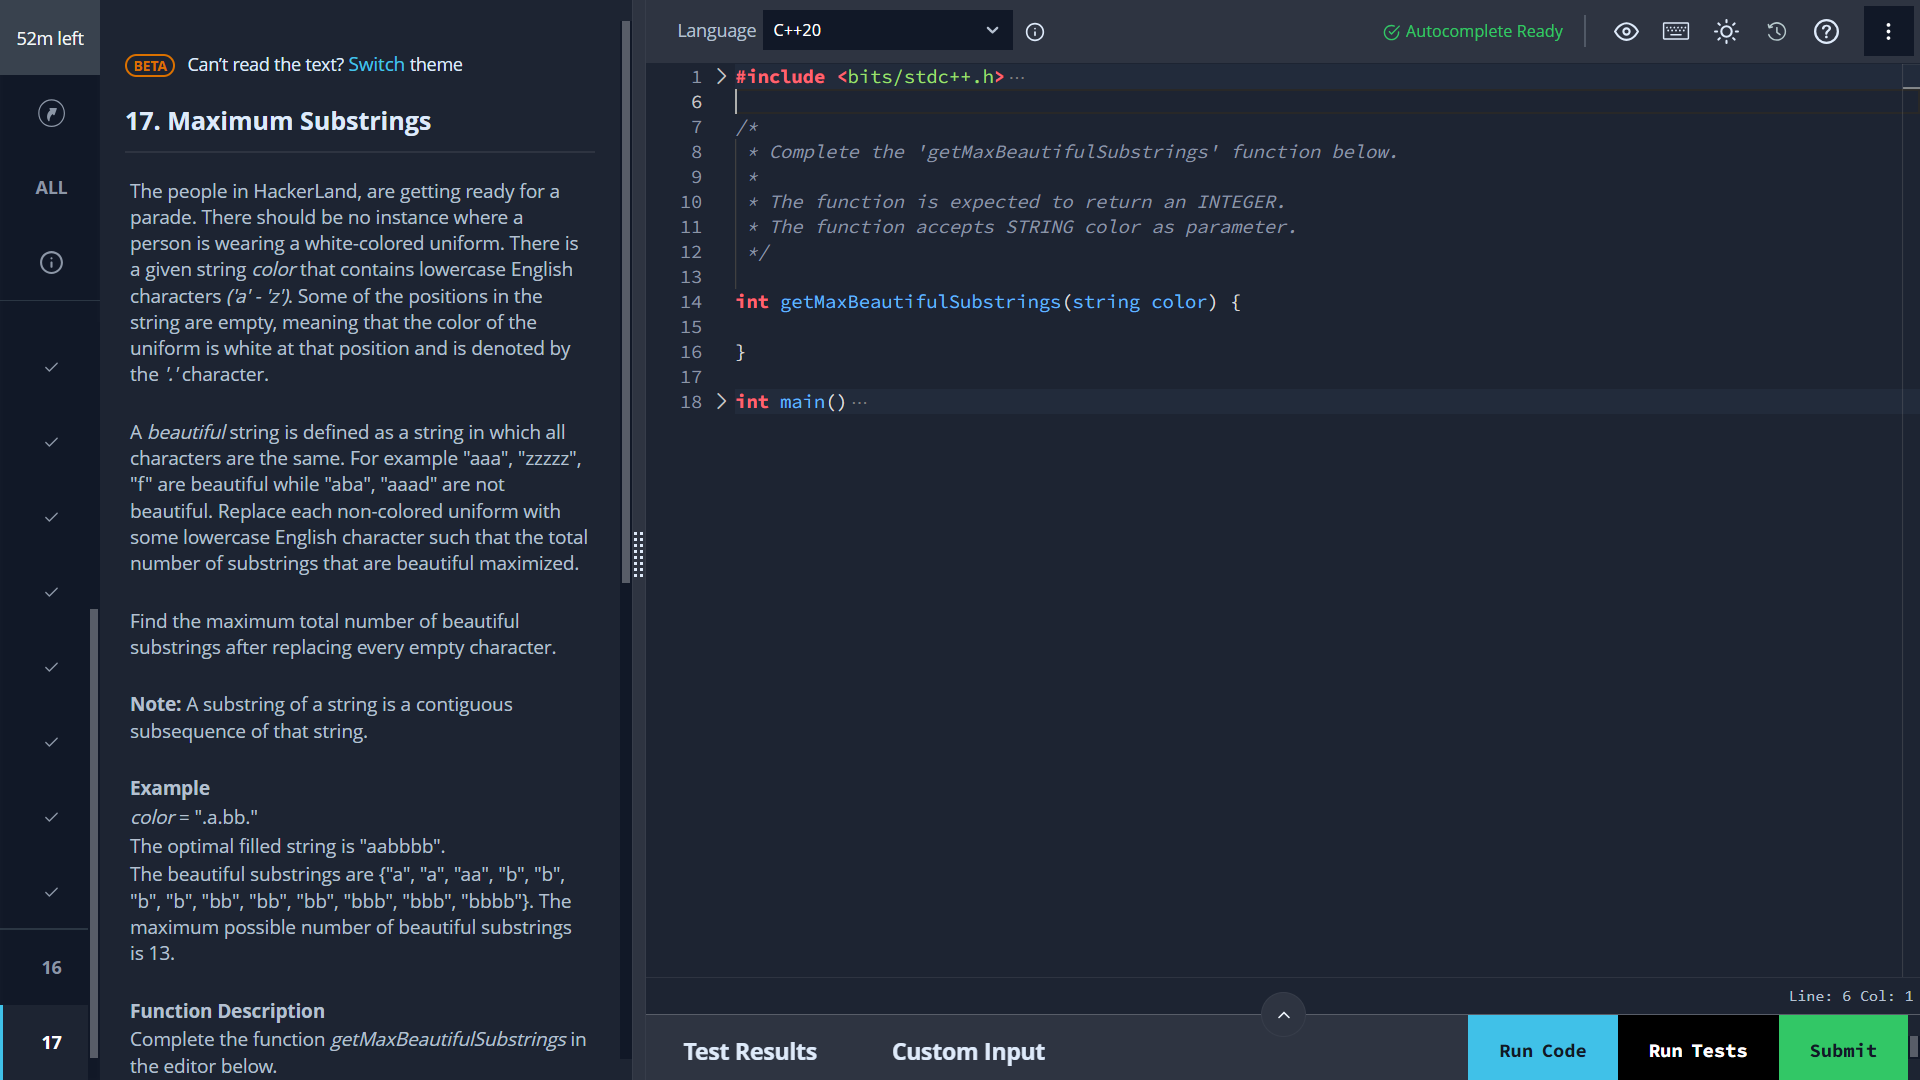 52m left
ALL
16
17
BETA Can't read the text? Switch theme
17. Maximum Substrings
The people in HackerLand, are getting ready for a
parade. There should be no instance where a
person is wearing a white-colored uniform. There is
a given string color that contains lowercase English
characters ('a' - 'z'). Some of the positions in the
string are empty, meaning that the color of the
uniform is white at that position and is denoted by
the '.' character.
A beautiful string is defined as a string in which all
characters are the same. For example "aaa", "zzzzz",
"f" are beautiful while "aba", "aaad" are not
beautiful. Replace each non-colored uniform with
some lowercase English character such that the total
number of substrings that are beautiful maximized.
Find the maximum total number of beautiful
substrings after replacing every empty character.
Note: A substring of a string is a contiguous
subsequence of that string.
Example
color = ".a.bb."
The optimal filled string is "aabbbb".
The beautiful substrings are {"a", "a", "aa", "b", "b",
"b", "b", "bb", "bb", "bb", "bbb", "bbb", "bbbb"}. The
maximum possible number of beautiful substrings
is 13.
Function Description
Complete the function getMaxBeautifulSubstrings in
the editor below.
Language C++20
Autocomplete Ready
1 #include <bits/stdc++.h> ···
6
7 /*
8 * Complete the 'getMaxBeautifulSubstrings' function below.
9 *
10 * The function is expected to return an INTEGER.
11 * The function accepts STRING color as parameter.
12 */
13
14 int getMaxBeautifulSubstrings(string color) {
15
16 }
17
18 int main() ···
Line: 6 Col: 1
Test Results
Custom Input
Run Code
Run Tests
Submit